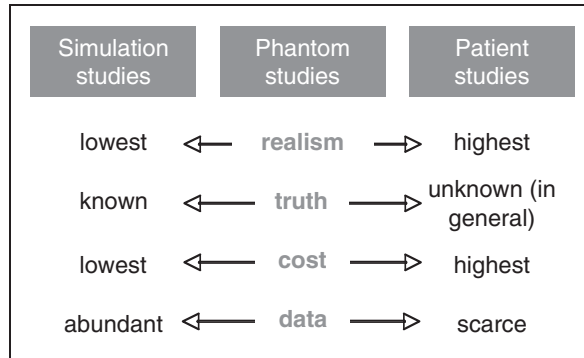 Simulation studies
Phantom studies
Patient studies
lowest realism highest
known truth unknown (in general)
lowest cost highest
abundant data scarce